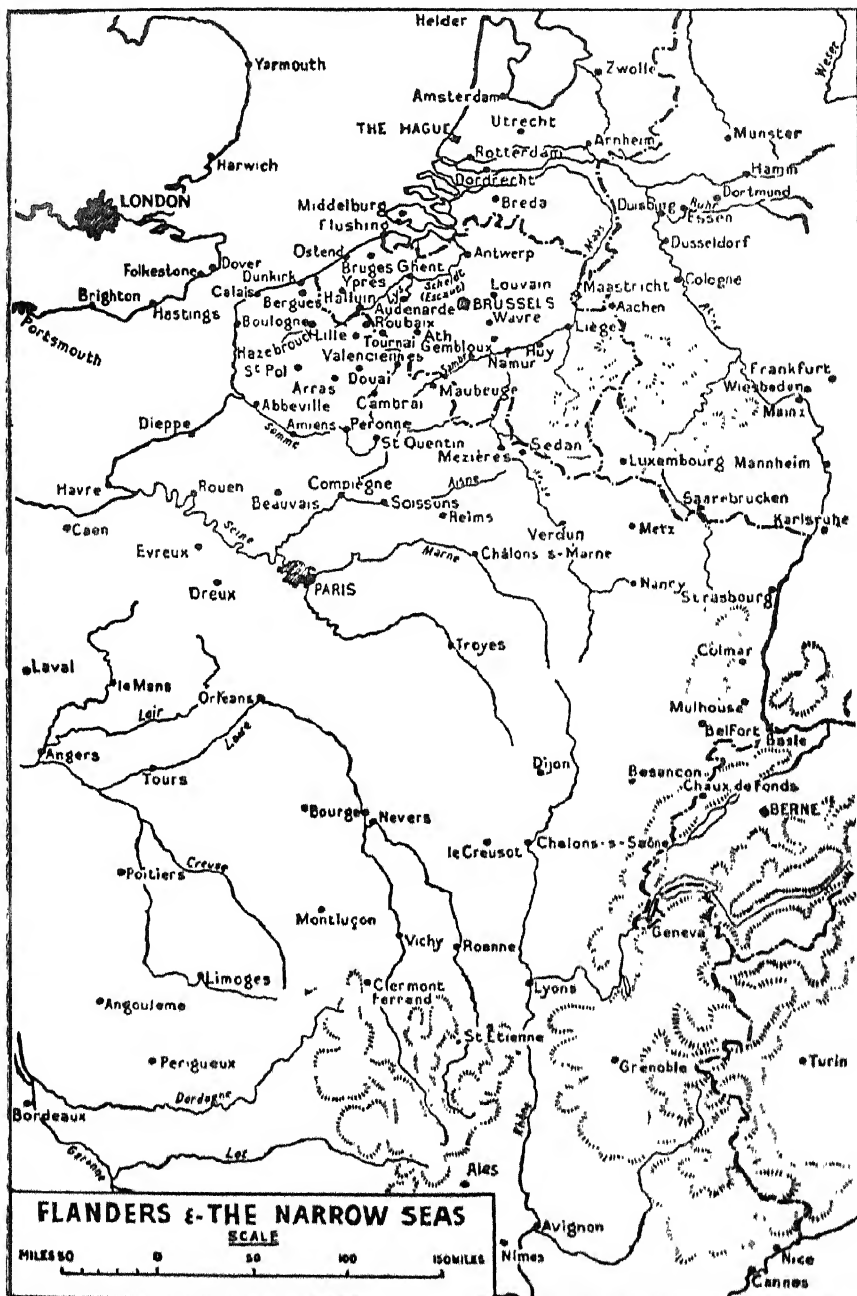 Helder
Weser
Yarmouth
Zwolle
Amsterdam
Utrecht
THE HAGUE
Arnheim
Munster
Harwich
Rotterdam
Hamm
Dordrecht
Dortmund
LONDON
Breda
Duisburg
Ruhr
Essen
Middelburg
Flushing
Maas
Dusseldorf
Ostend
Antwerp
Bruges
Ghent
Dover
Folkestone
Dunkirk
Ypres
Scheldt
(Escaut)
Louvain
Maastricht
Cologne
Calais
Bergues
Halluin
Lys
BRUSSELS
Aachen
Rhine
Brighton
Hastings
Audenarde
Portsmouth
Boulogne
Roubaix
Wavre
Liége
Hazebrouck
Lille
Tournai
Ath
Gembloux
Huy
Valenciennes
Sambre
Namur
St Pol
Douai
Frankfurt
Arras
Maubeuge
Wiesbaden
Cambrai
Mainz
Abbeville
Dieppe
Somme
Amiens
Peronne
St Quentin
Sedan
Mezières
Luxembourg
Mannheim
Havre
Rouen
Compiègne
Aisne
Beauvais
Soissons
Saarebrucken
Reims
Caen
Seine
Verdun
Metz
Karlsruhe
Evreux
Marne
Châlons s-Marne
Dreux
PARIS
Nancy
Strasbourg
Troyes
Colmar
Laval
le Mans
Orléans
Mulhouse
Loir
Belfort
Basle
Angers
Loire
Tours
Dijon
Besancon
Chaux de Fonds
Bourge
Nevers
BERNE
le Creusot
Chalons-s-Saône
Poitiers
Creuse
Montluçon
Vichy
Roanne
Geneva
Limoges
Clermont
Ferrand
Lyons
Angouleme
St Etienne
Perigueux
Grenoble
Turin
Dordogne
Bordeaux
Rhône
Garonne
Lot
Ales
FLANDERS &-THE NARROW SEAS
SCALE
MILES 50 0 50 100 150 MILES
Avignon
Nimes
Nice
Cannes